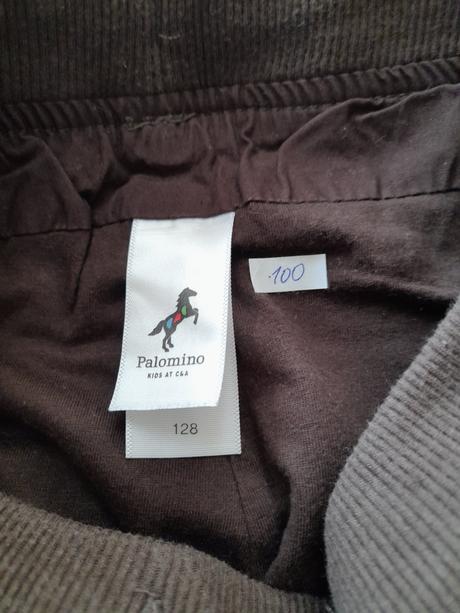 Palomino
KIDS AT C&A
128
100